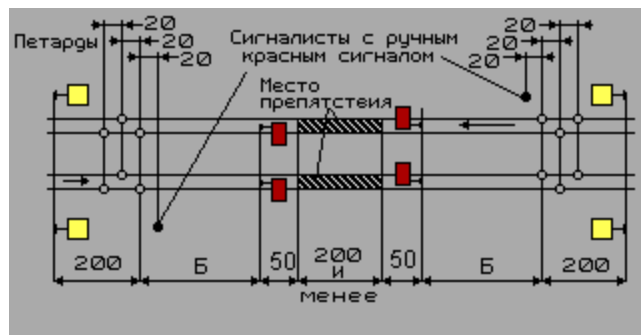 20 20
Петарды 20 Сигналисты с ручным 20
20 красным сигналом 20
Место
препятствия
200 Б 50 200 50 Б 200
и
менее